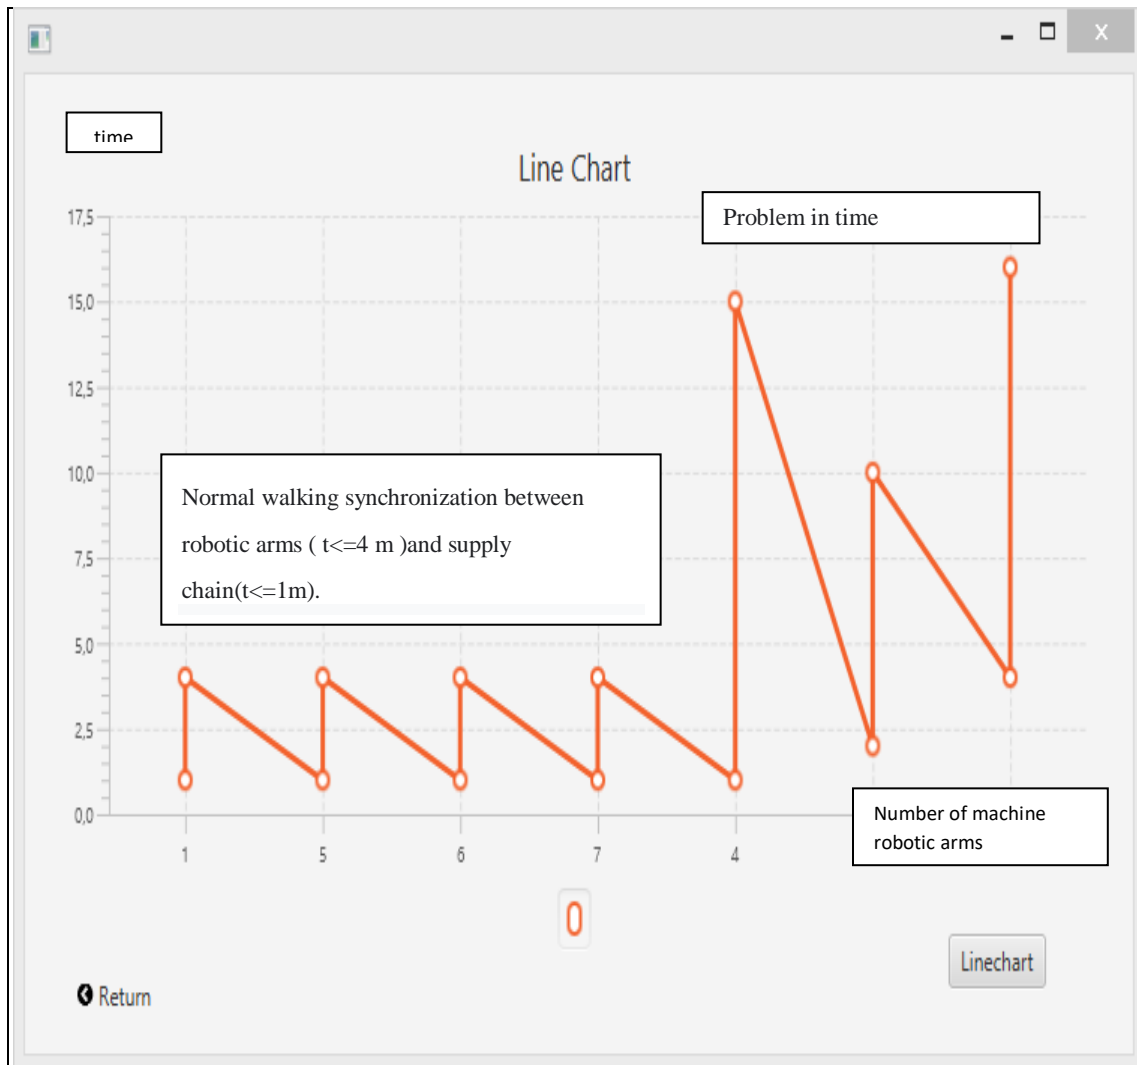 X
time
Line Chart
Problem in time
17,5
15,0
12,5
10,0
7,5
5,0
2,5
0,0
Normal walking synchronization between
robotic arms ( t<=4 m )and supply
chain(t<=1m).
Number of machine
robotic arms
1 5 6 7 4
Linechart
Return